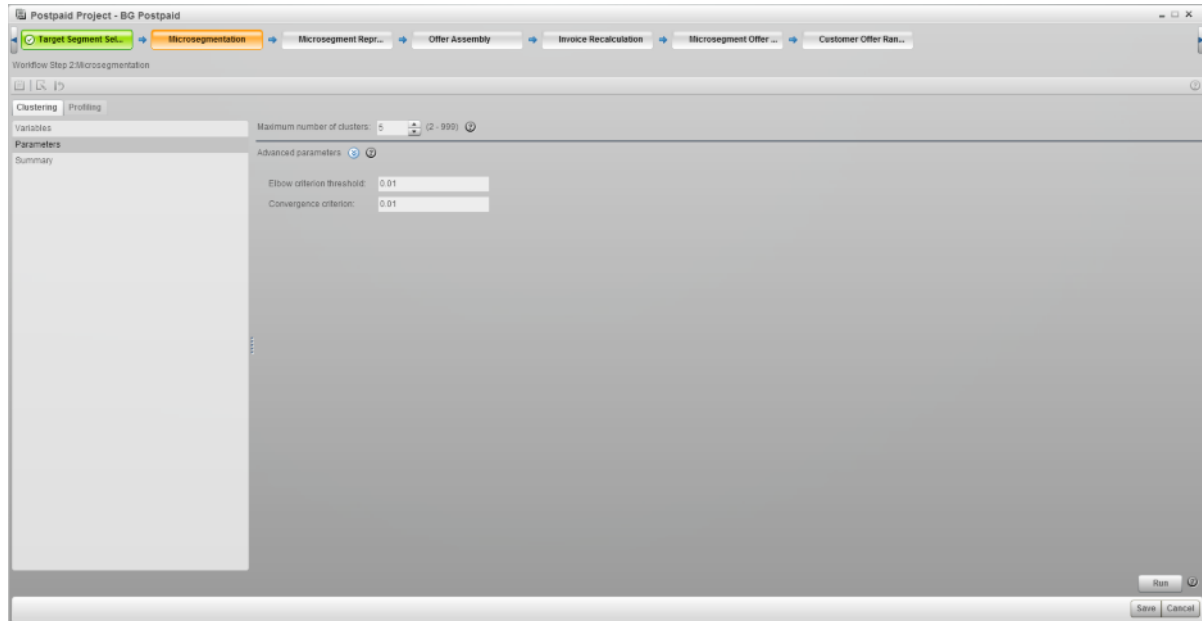 Postpaid Project - BG Postpaid
Target Segment Sel... Microsegmentation Microsegment Repr... Offer Assembly Invoice Recalculation Microsegment Offer ... Customer Offer Ran...
Workflow Step 2:Microsegmentation
Clustering Profiling
Variables
Parameters
Summary
Maximum number of clusters: 5 (2 - 999)
Advanced parameters
Elbow criterion threshold: 0.01
Convergence criterion: 0.01
Run
Save Cancel